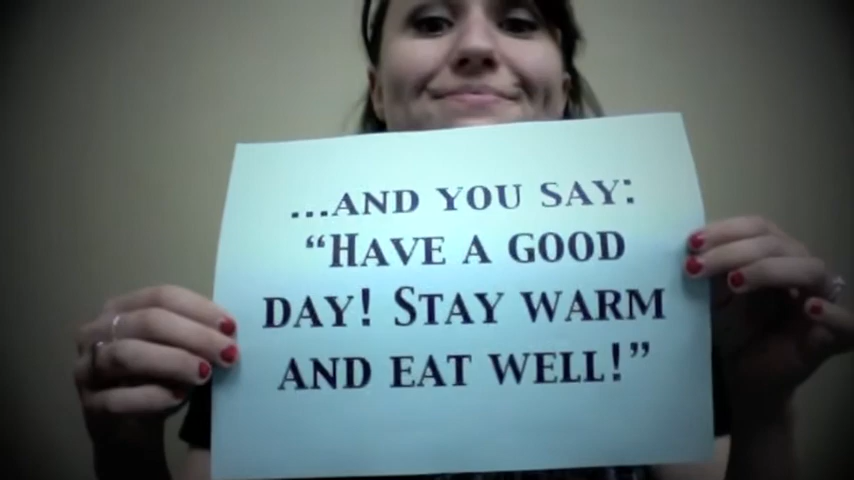 ...AND YOU SAY:
“HAVE A GOOD
DAY! STAY WARM
AND EAT WELL!”